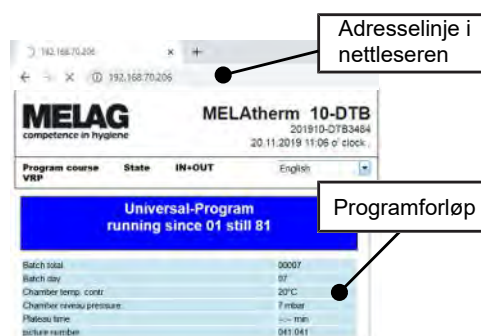 Adresselinje i
nettleseren
192.168.70.206
192.168.70.206
MELAG
competence in hygiene
MELAtherm 10-DTB
201910-DTB3484
20.11.2019 11:06 o' clock
Program course State IN+OUT English
VRP
Universal-Program
running since 01 still 81
Programforløp
Batch total 00007
Batch day 07
Chamber temp. contr. 20°C
Chamber niveau pressure 7 mbar
Plateau time --:-- min
picture number 041:041